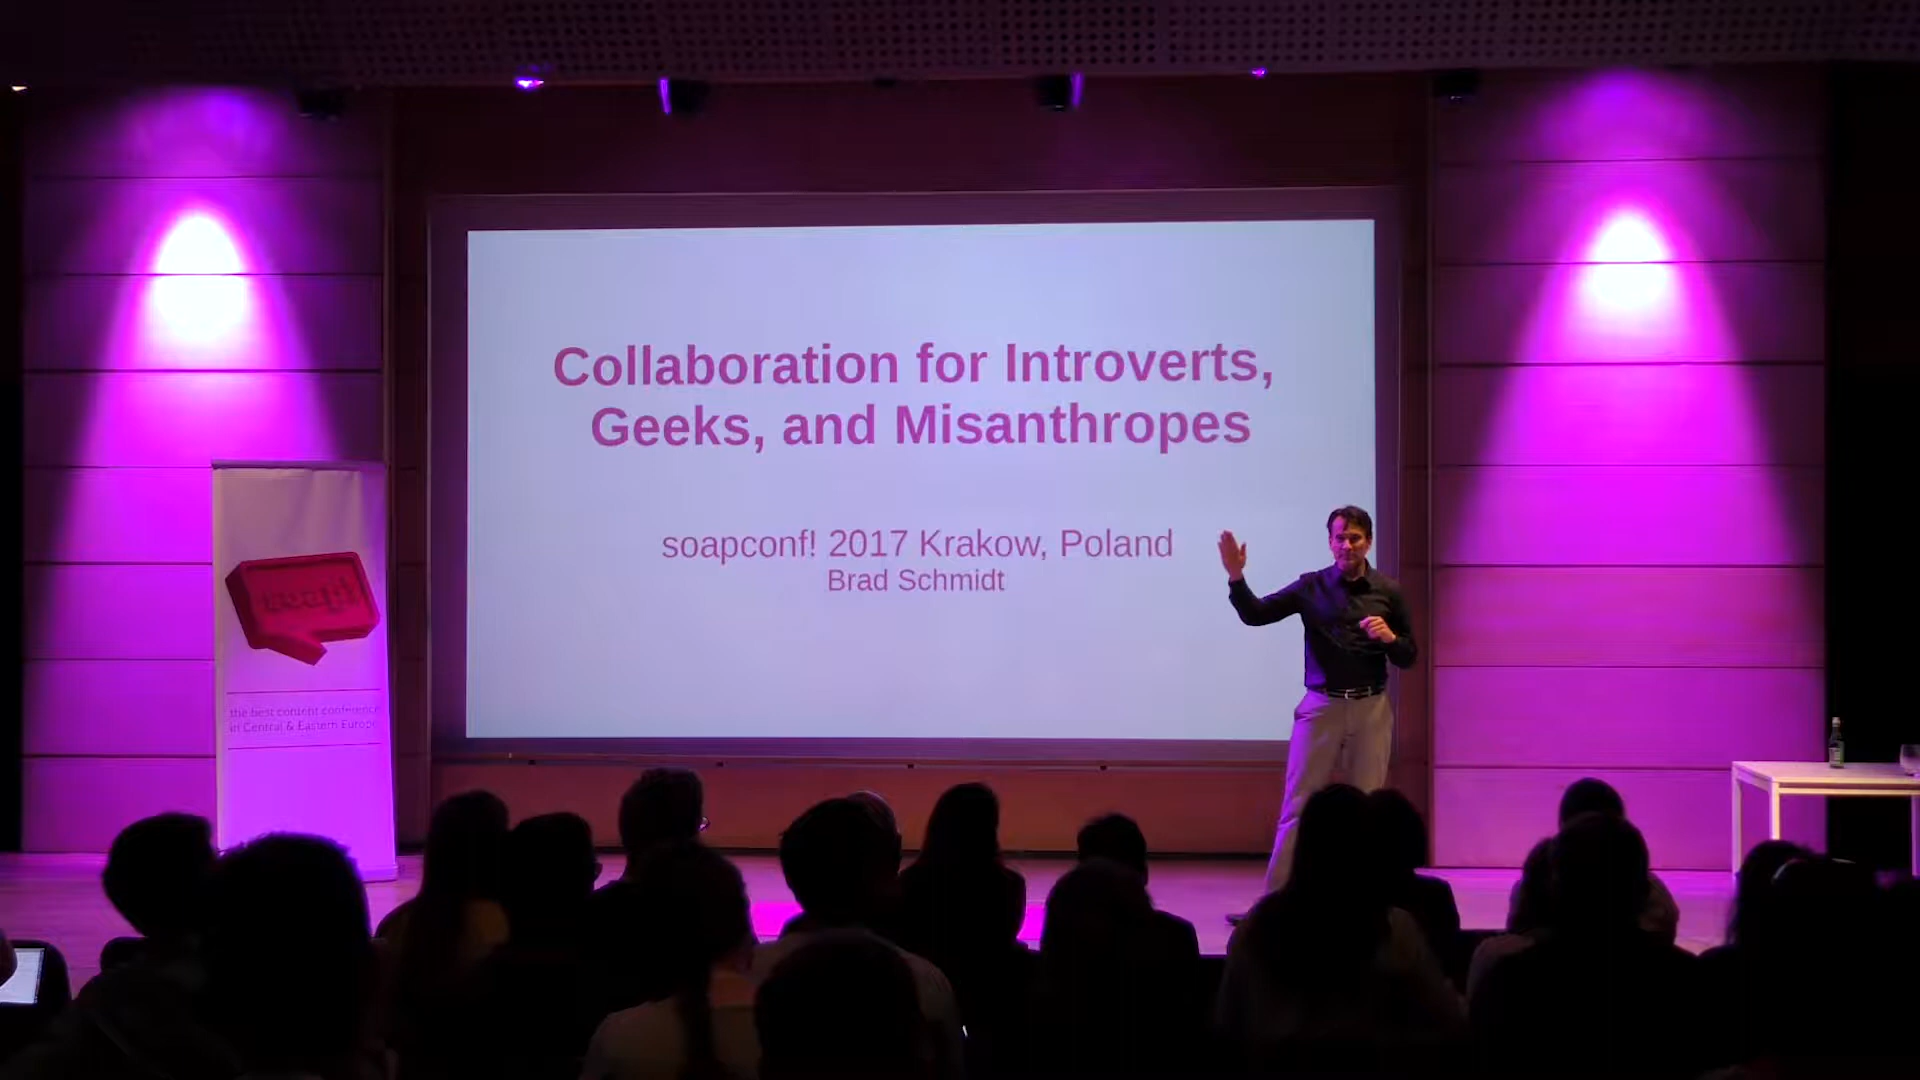 Collaboration for Introverts,
Geeks, and Misanthropes
soapconf! 2017 Krakow, Poland
Brad Schmidt
the best content conference
in Central & Eastern Europe